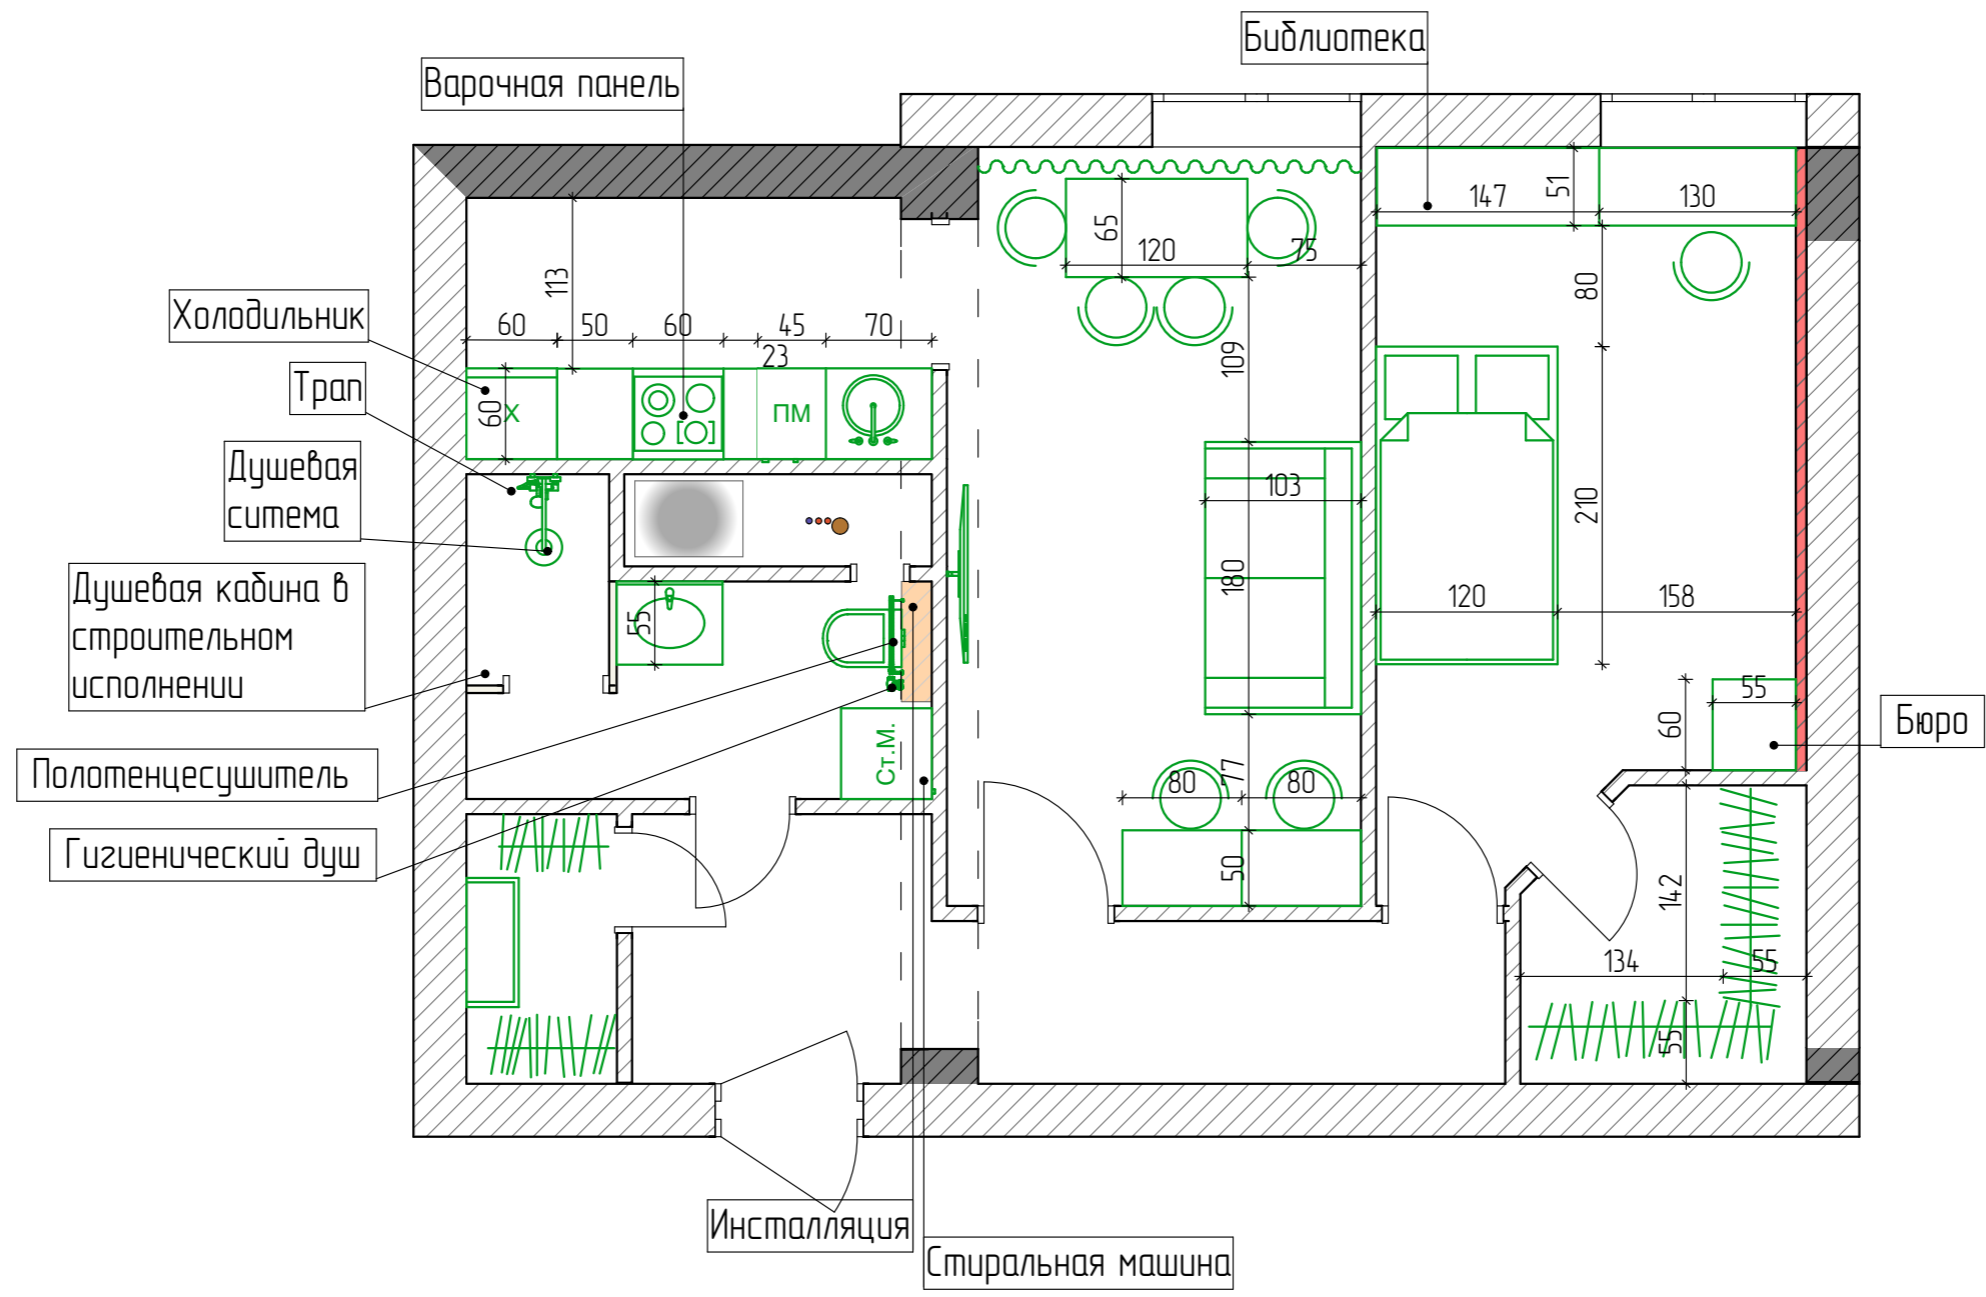 Библиотека
Варочная панель
147
51
130
65
120
75
80
113
Холодильник
60
50
60
45
70
23
109
Трап
60
Х
ПМ
Душевая
ситема
103
210
Душевая кабина в
строительном
исполнении
55
180
120
158
55
60
Бюро
Полотенцесушитель
Ст.М.
80
77
80
Гигиенический душ
50
142
134
55
55
Инсталляция
Стиральная машина